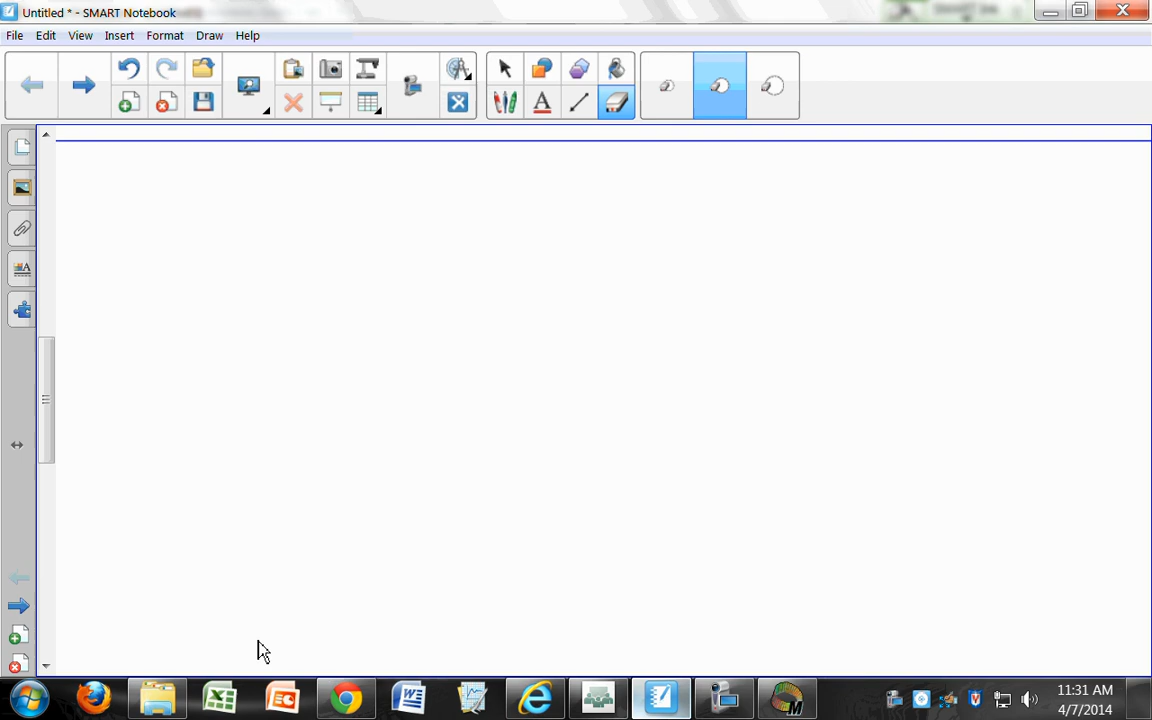 Untitled * - SMART Notebook
File Edit View Insert Format Draw Help
11:31 AM
4/7/2014